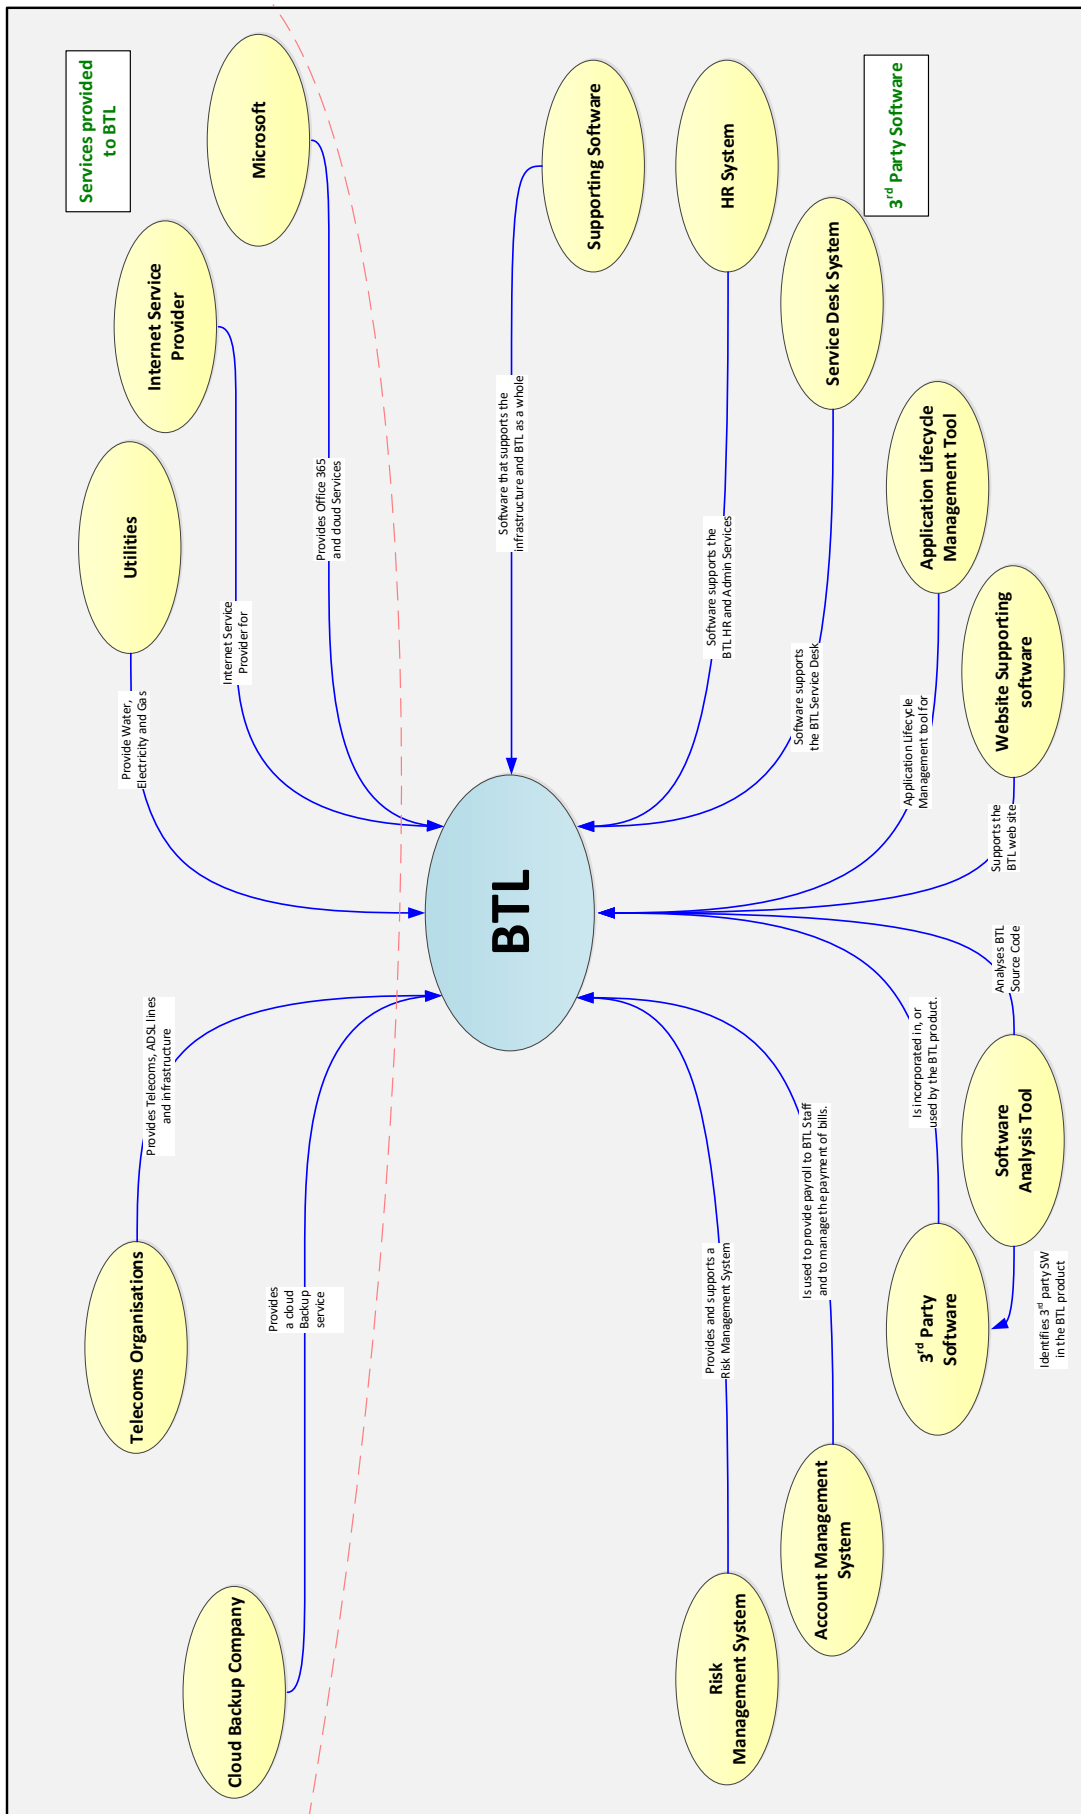 Services provided
to BTL
Cloud Backup Company
Telecoms Organisations
Utilities
Internet Service
Provider
Microsoft
Provides
a cloud
Backup
service
Provides Telecoms, ADSL lines
and infrastructure
Provide Water,
Electricity and Gas
Internet Service
Provider for
Provides Office 365
and cloud Services
BTL
Software that supports the
infrastructure and BTL as a whole
Supporting Software
Risk
Management System
Provides and supports a
Risk Management System
Software supports the
BTL HR and Admin Services
HR System
Account Management
System
Is used to provide payroll to BTL Staff
and to manage the payment of bills.
Software supports
the BTL Service Desk
Service Desk System
3rd Party Software
3rd Party
Software
Is incorporated in, or
used by the BTL product.
Application Lifecycle
Management tool for
Application Lifecycle
Management Tool
Software
Analysis Tool
Analyses BTL
Source Code
Supports the
BTL web site
Website Supporting
software
Identifies 3rd party SW
in the BTL product